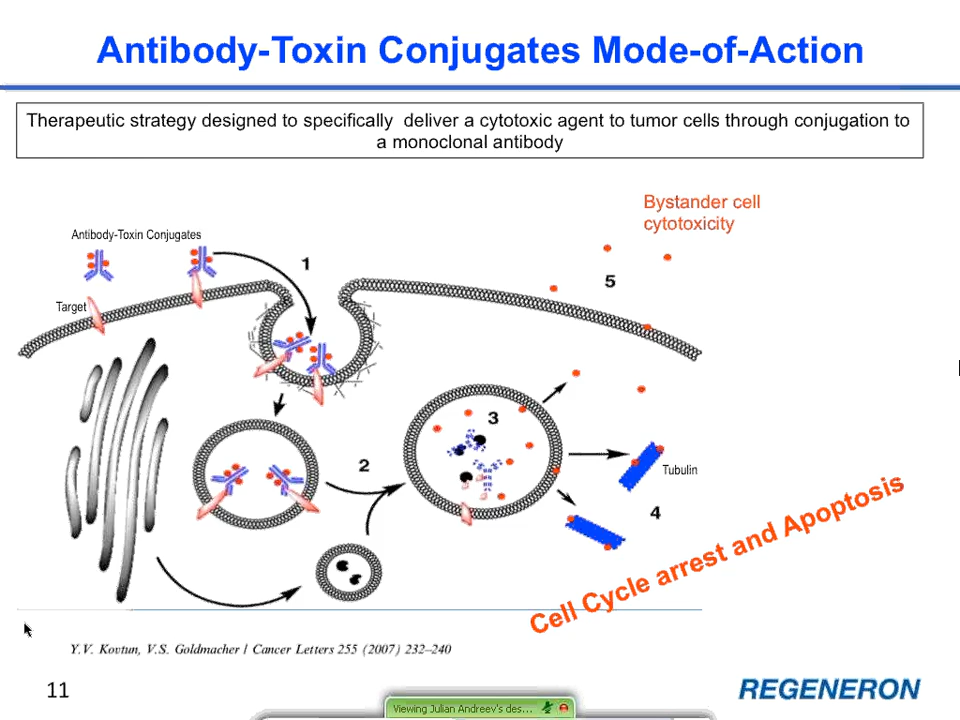 Antibody-Toxin Conjugates Mode-of-Action
Therapeutic strategy designed to specifically deliver a cytotoxic agent to tumor cells through conjugation to
a monoclonal antibody
Bystander cell
cytotoxicity
Antibody-Toxin Conjugates
1
5
Target
3
2
Tubulin
4
Cell Cycle arrest and Apoptosis
Y.V. Kovtun, V.S. Goldmacher / Cancer Letters 255 (2007) 232–240
11
REGENERON
Viewing Julian Andreev's des...